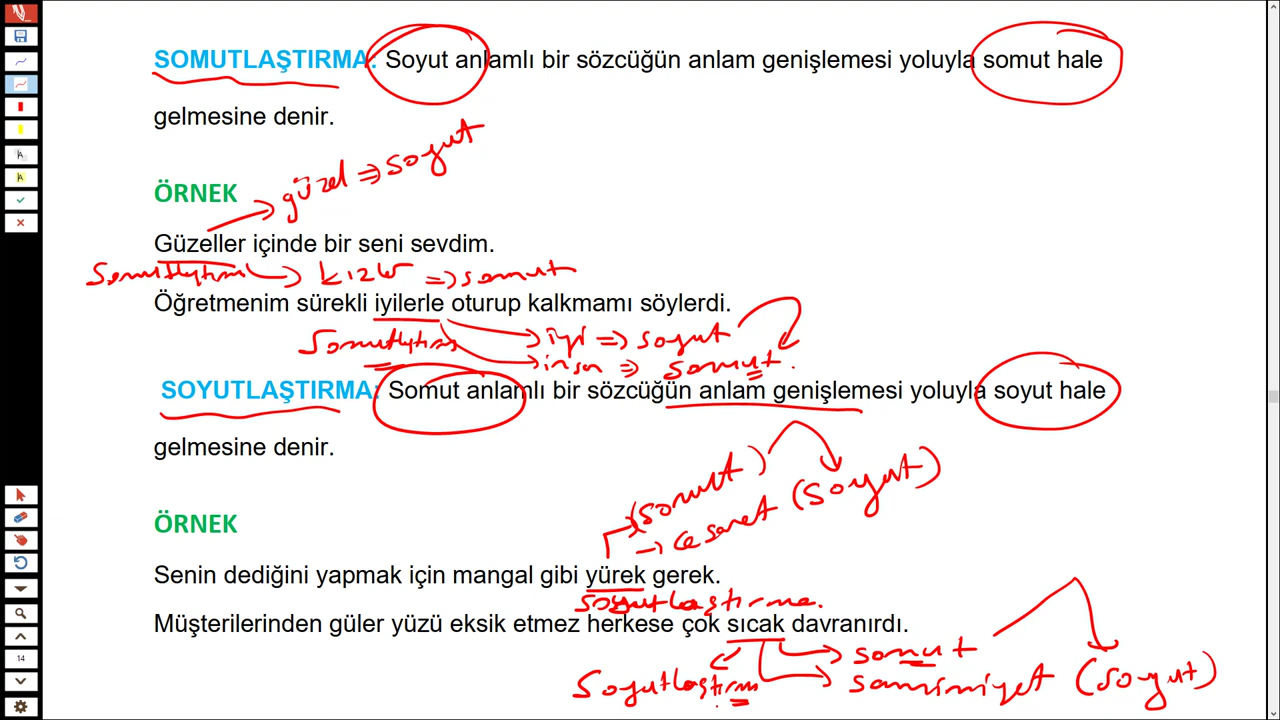 SOMUTLAŞTIRMA: Soyut anlamlı bir sözcüğün anlam genişlemesi yoluyla somut hale
gelmesine denir.
güzel => soyut
ÖRNEK
Güzeller içinde bir seni sevdim.
kızlar => somut
Öğretmenim sürekli iyilerle oturup kalkmamı söylerdi.
iyi => soyut
insan => somut.
SOYUTLAŞTIRMA: Somut anlamlı bir sözcüğün anlam genişlemesi yoluyla soyut hale
gelmesine denir.
(somut)
ÖRNEK
cesaret (soyut)
Senin dediğini yapmak için mangal gibi yürek gerek.
soyutlaştırma.
Müşterilerinden güler yüzü eksik etmez herkese çok sıcak davranırdı.
somut
Soyutlaştırma samimiyet (soyut)
14